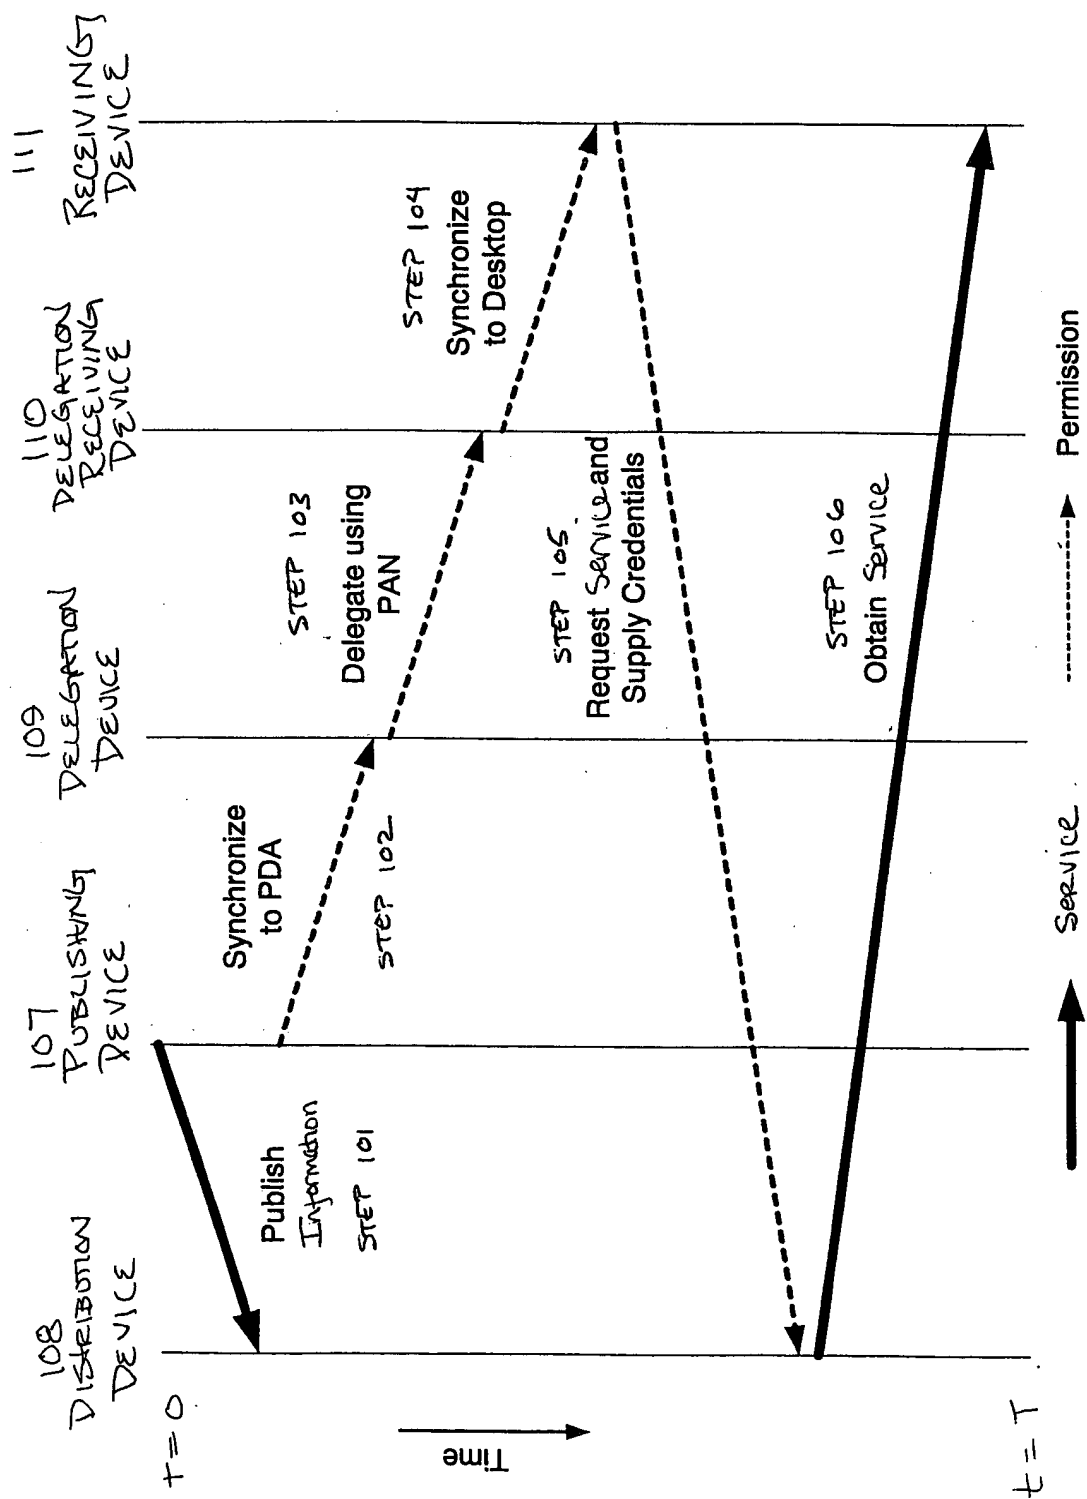 108
DISTRIBUTION
DEVICE
107
PUBLISHING
DEVICE
109
DELEGATION
DEVICE
110
DELEGATION
RECEIVING
DEVICE
111
RECEIVING
DEVICE
t=0
Time
t=T
Publish
Information
STEP 101
Synchronize
to PDA
STEP 102
STEP 103
Delegate using
PAN
STEP 104
Synchronize
to Desktop
STEP 105.
Request Service and
Supply Credentials
STEP 106
Obtain Service
Service
Permission